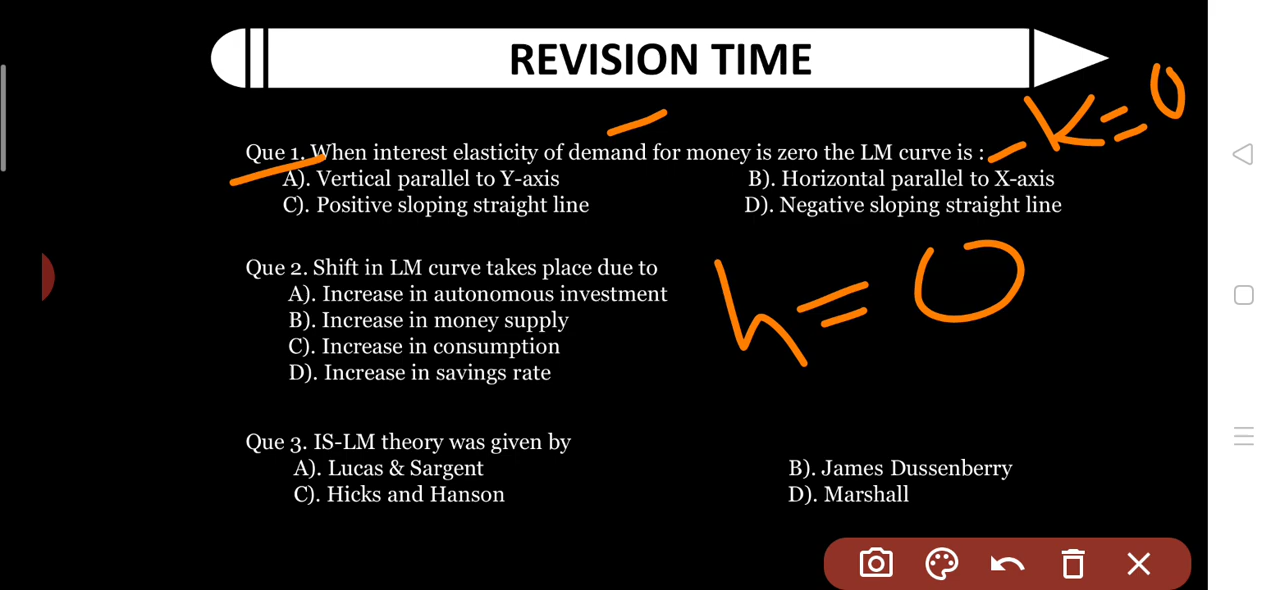 REVISION TIME
K=0
Que 1. When interest elasticity of demand for money is zero the LM curve is :
A). Vertical parallel to Y-axis B). Horizontal parallel to X-axis
C). Positive sloping straight line D). Negative sloping straight line
h=0
Que 2. Shift in LM curve takes place due to
A). Increase in autonomous investment
B). Increase in money supply
C). Increase in consumption
D). Increase in savings rate
Que 3. IS-LM theory was given by
A). Lucas & Sargent B). James Dussenberry
C). Hicks and Hanson D). Marshall